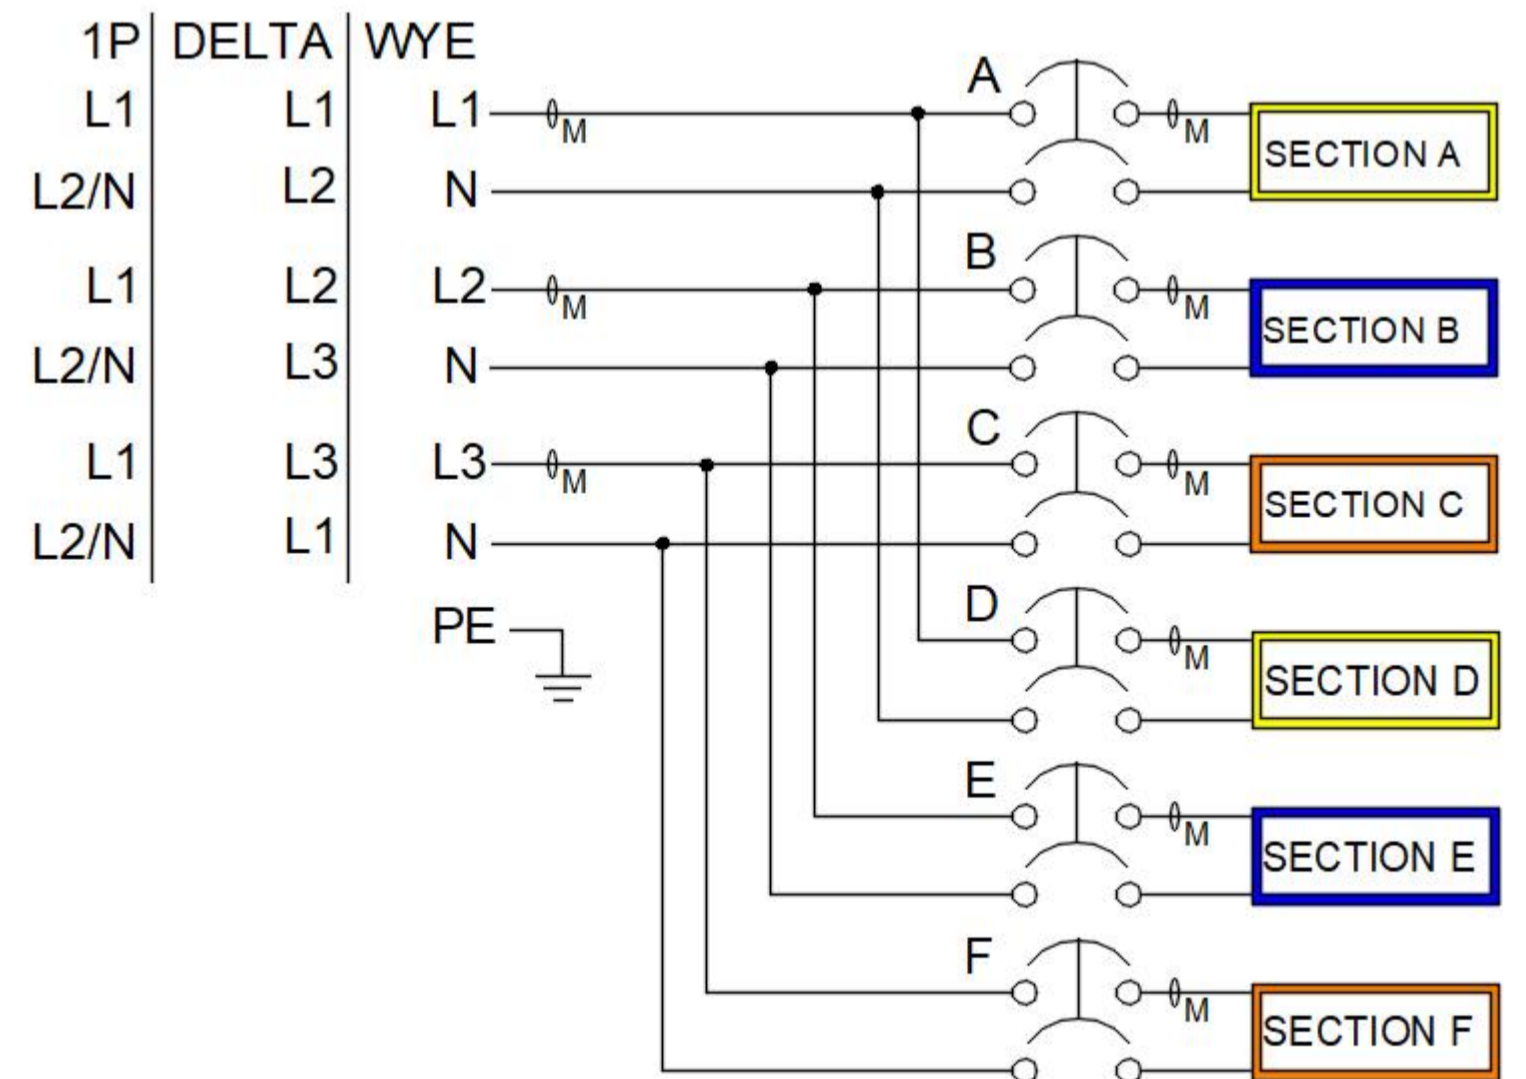 1P DELTA WYE
A
L1 L1 L1
M M
SECTION A
L2/N L2 N
B
L1 L2 L2
M M
SECTION B
L2/N L3 N
C
L1 L3 L3
M M
SECTION C
L2/N L1 N
D
PE
M
SECTION D
E
M
SECTION E
F
M
SECTION F